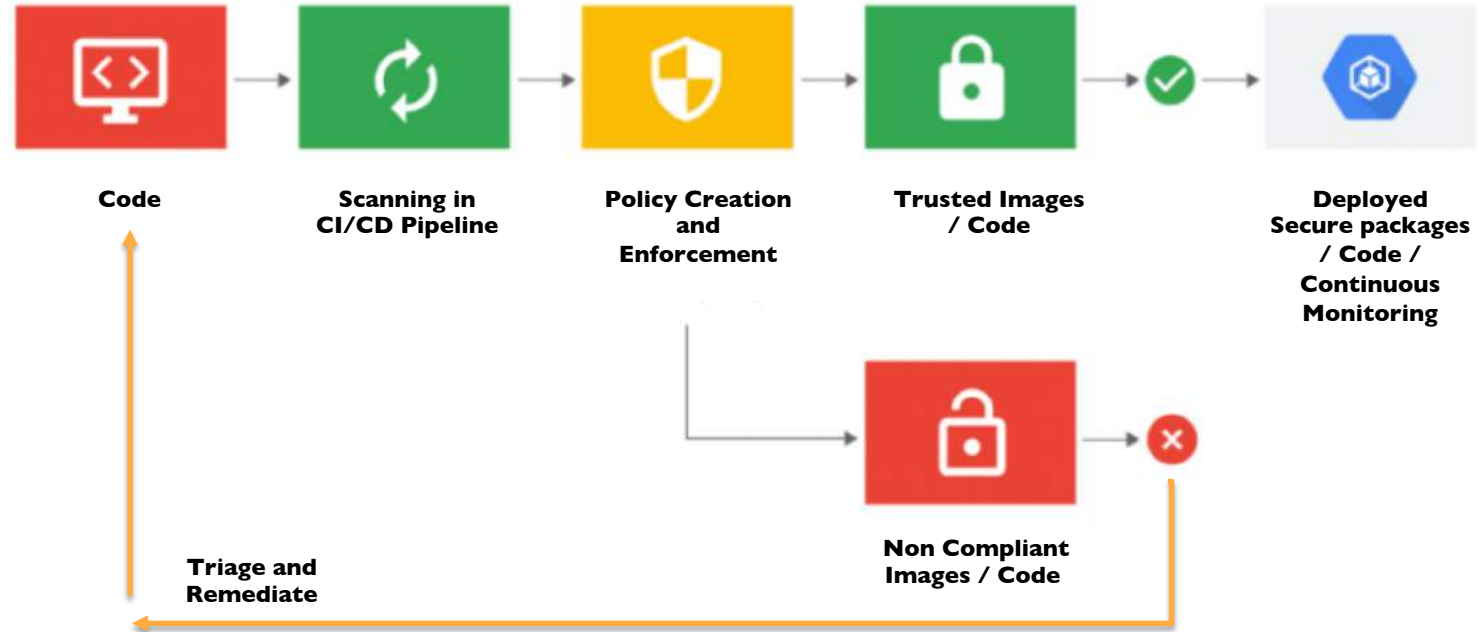 Code
Scanning in
CI/CD Pipeline
Policy Creation
and
Enforcement
Trusted Images
/ Code
Deployed
Secure packages
/ Code /
Continuous
Monitoring
Non Compliant
Images / Code
Triage and
Remediate